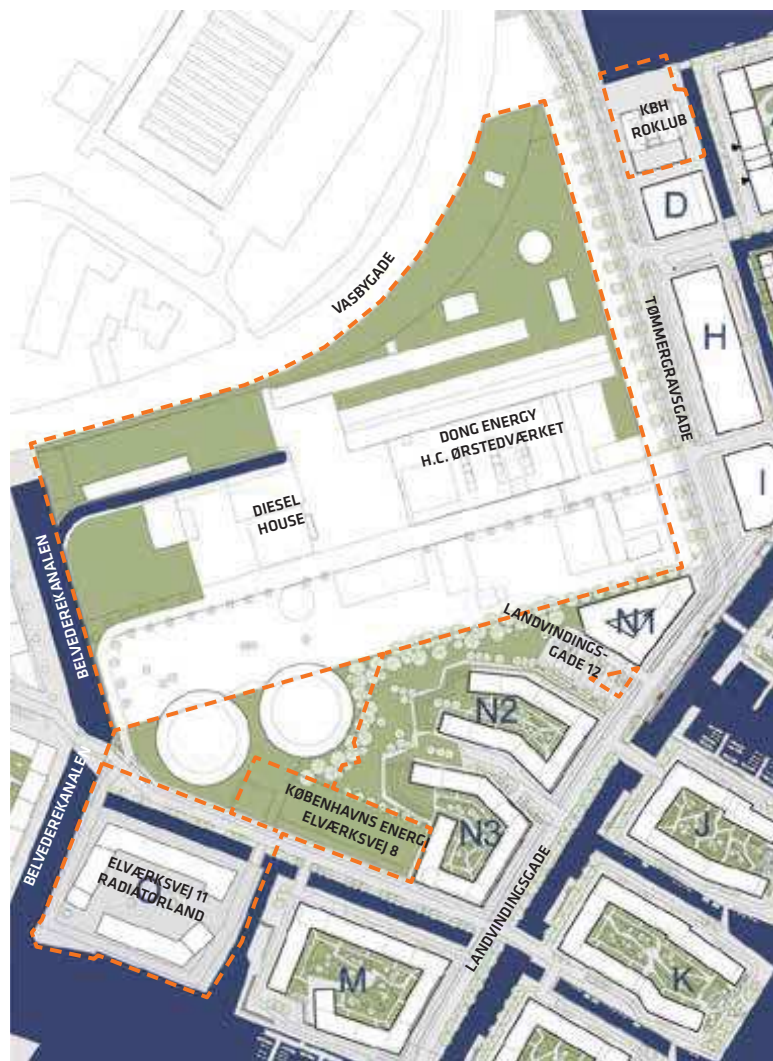 KBH
ROKLUB
D
VASBYGADE
TØMMERGRAVSGADE
H
DONG ENERGY
H.C. ØRSTEDVÆRKET
I
DIESEL
HOUSE
BELVEDEREKANALEN
LANDVINDINGS-
GADE 12
N1
N2
BELVEDEREKANALEN
KØBENHAVNS ENERGI
ELVÆRKSVEJ 8
N3
J
ELVÆRKSVEJ 11
RADIATORLAND
O
LANDVINDINGSGADE
M
K